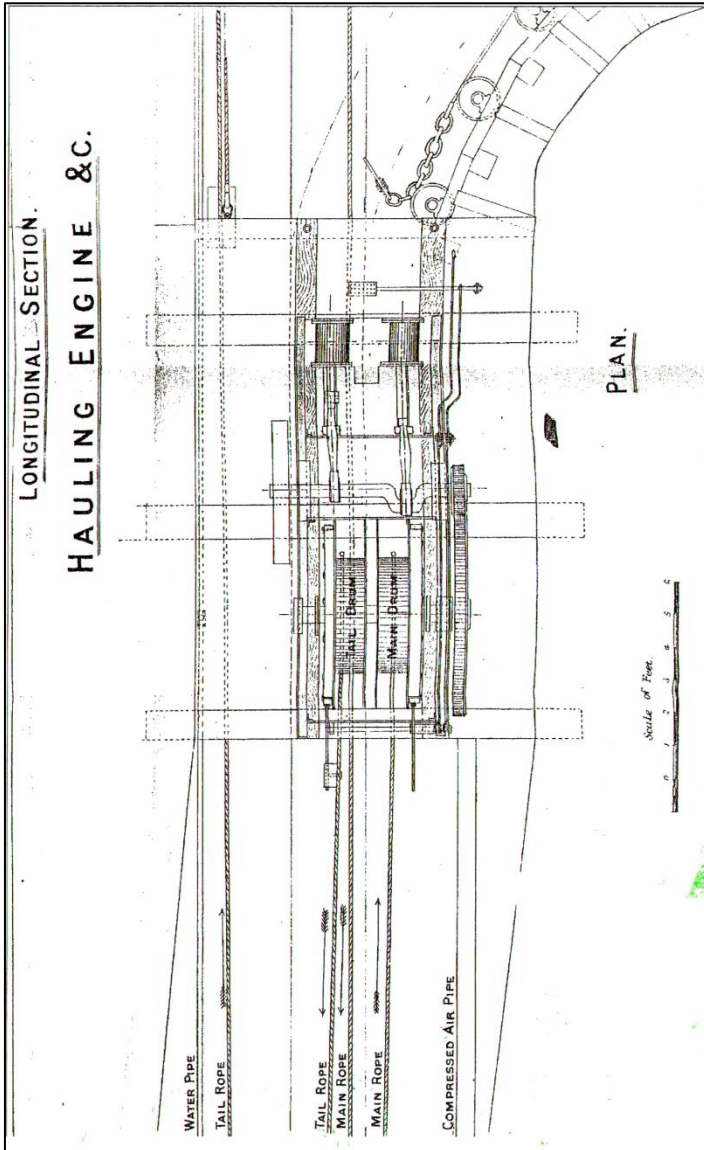 LONGITUDINAL SECTION.
HAULING ENGINE &C.
WATER PIPE
TAIL ROPE
TAIL ROPE
MAIN ROPE
MAIN ROPE
COMPRESSED AIR PIPE
TAIL DRUM
MAIN DRUM
PLAN.
Scale of Feet.
0 1 2 3 4 5 6